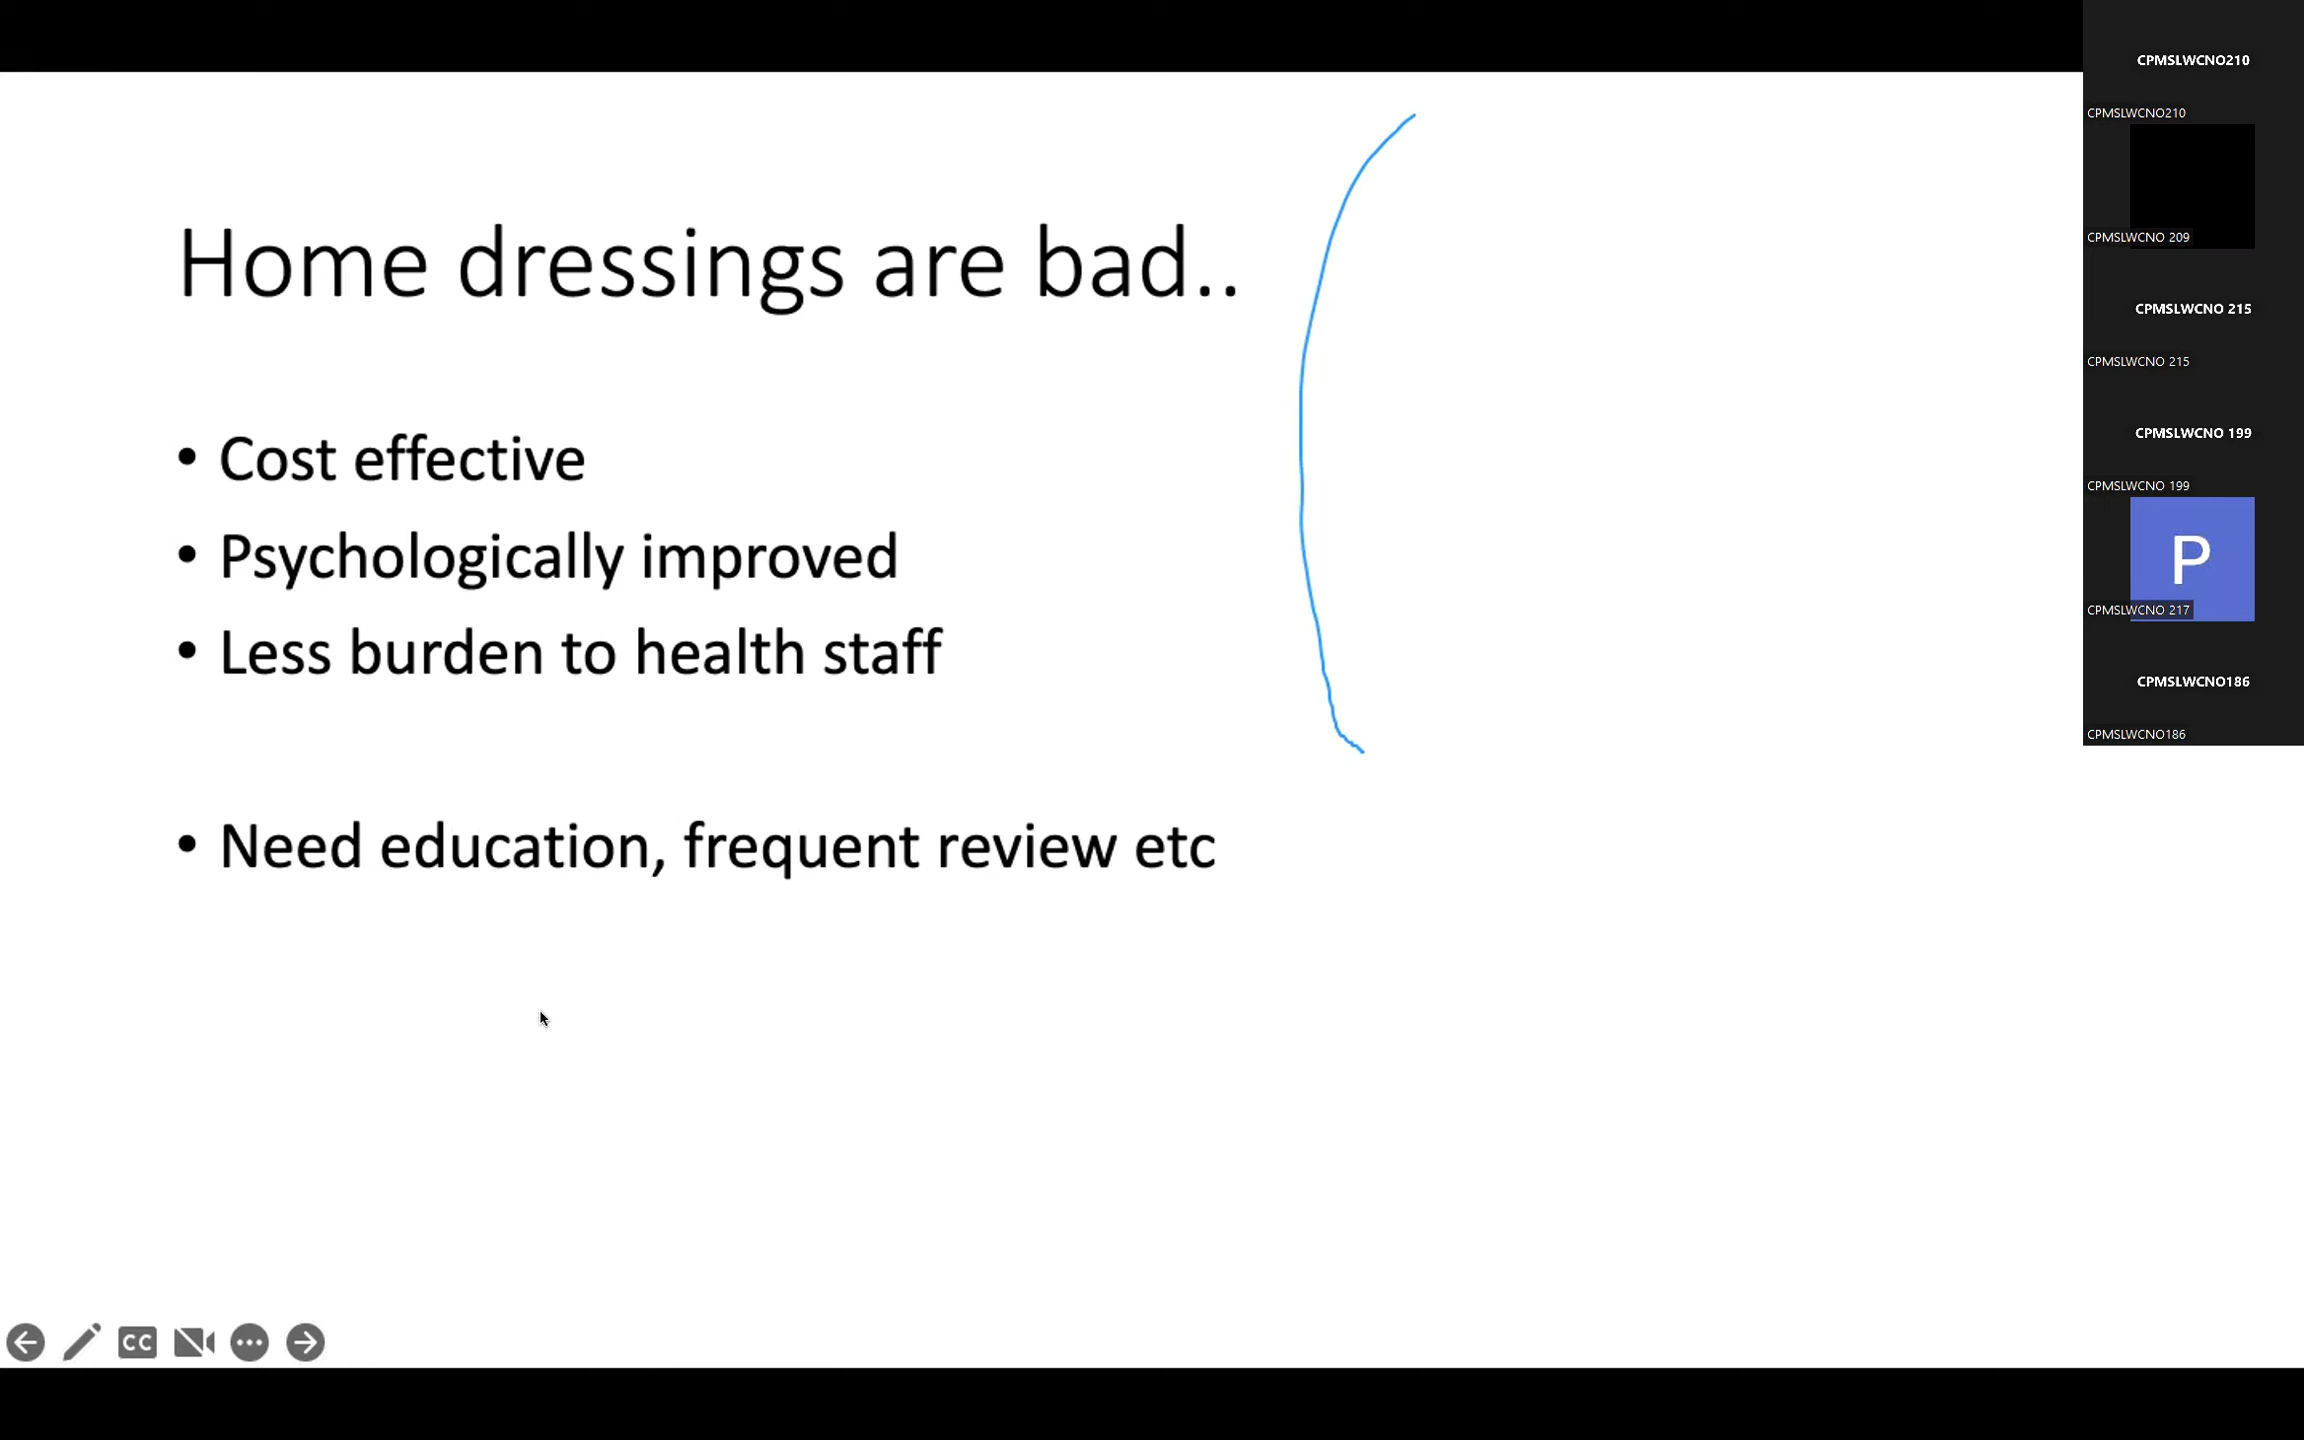 Home dressings are bad..
• Cost effective
• Psychologically improved
• Less burden to health staff
• Need education, frequent review etc
CC
CPMSLWCNO210
CPMSLWCNO210
CPMSLWCNO 209
CPMSLWCNO 215
CPMSLWCNO 215
CPMSLWCNO 199
CPMSLWCNO 199
P
CPMSLWCNO 217
CPMSLWCNO186
CPMSLWCNO186